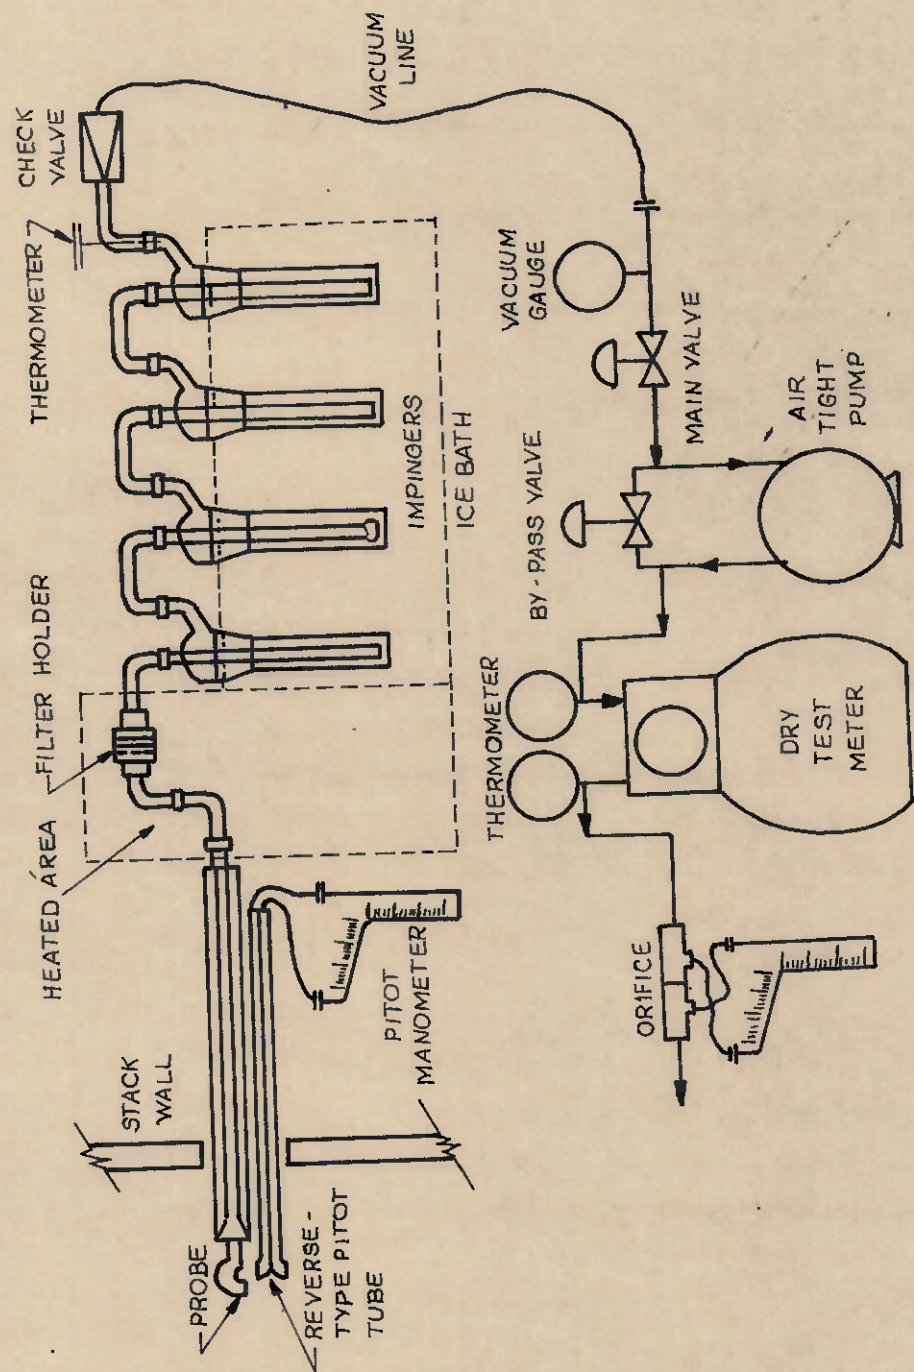 PROBE
REVERSE-
TYPE PITOT
TUBE
STACK
WALL
PITOT
MANOMETER
HEATED ÁREA
FILTER HOLDER
IMPINGERS
ICE BATH
THERMOMETER
CHECK
VALVE
VACUUM
LINE
ORIFICE
THERMOMETER
DRY
TEST
METER
BY-PASS VALVE
AIR
TIGHT
PUMP
MAIN VALVE
VACUUM
GAUGE